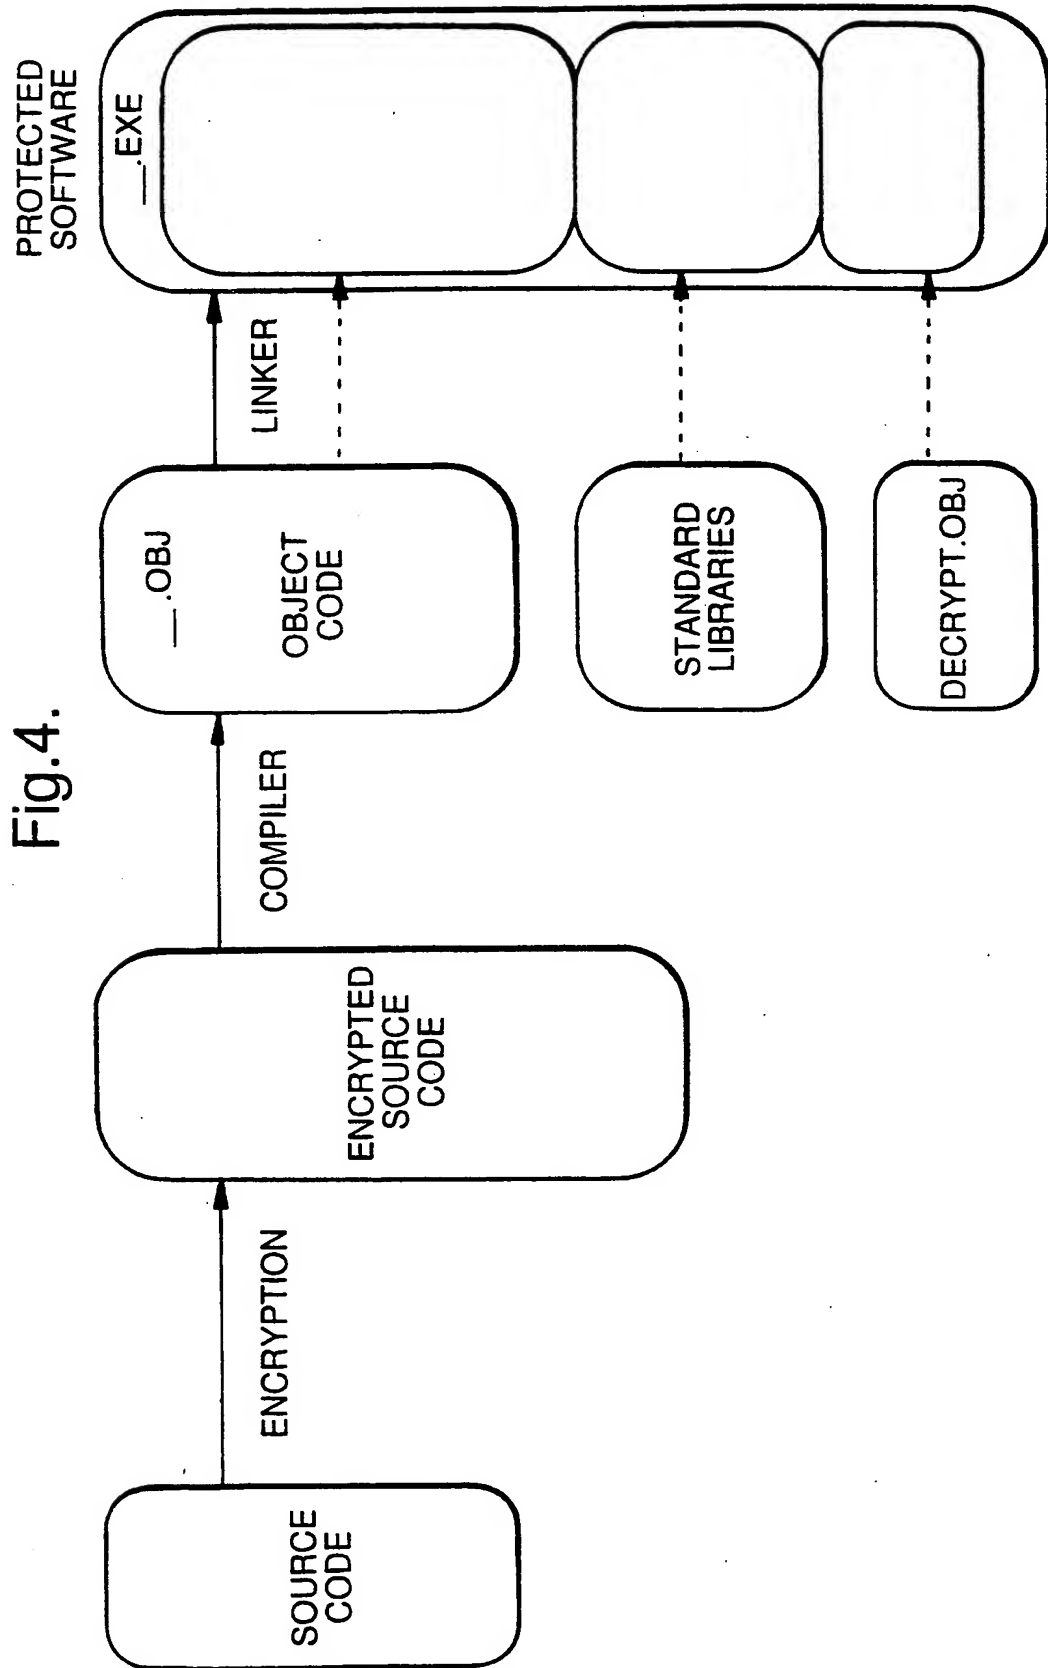 Fig.4.
SOURCE
CODE
ENCRYPTION
ENCRYPTED
SOURCE
CODE
COMPILER
__.OBJ
OBJECT
CODE
STANDARD
LIBRARIES
DECRYPT.OBJ
LINKER
PROTECTED
SOFTWARE
__.EXE